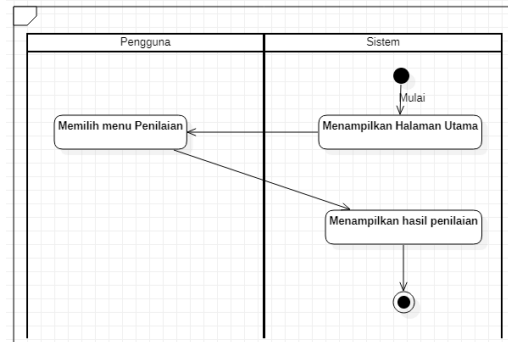 Pengguna
Sistem
Mulai
Memilih menu Penilaian
Menampilkan Halaman Utama
Menampilkan hasil penilaian